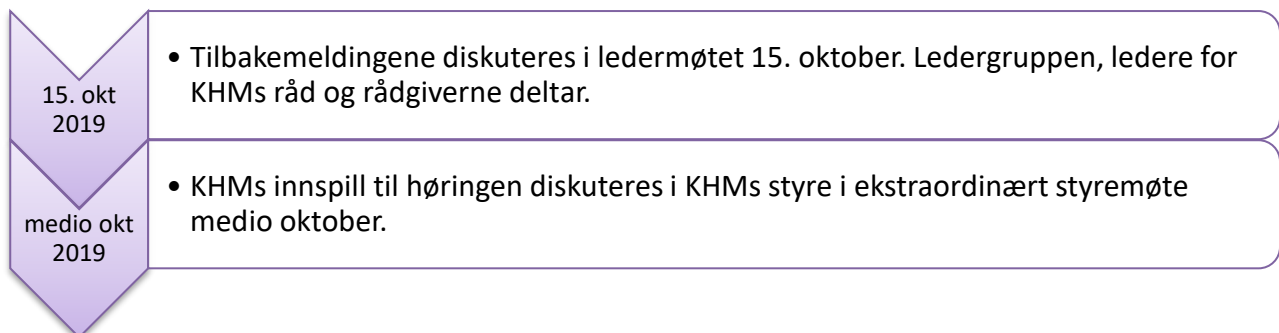 15. okt
2019
• Tilbakemeldingene diskuteres i ledermøtet 15. oktober. Ledergruppen, ledere for
KHMs råd og rådgiverne deltar.
medio okt
2019
• KHMs innspill til høringen diskuteres i KHMs styre i ekstraordinært styremøte
medio oktober.